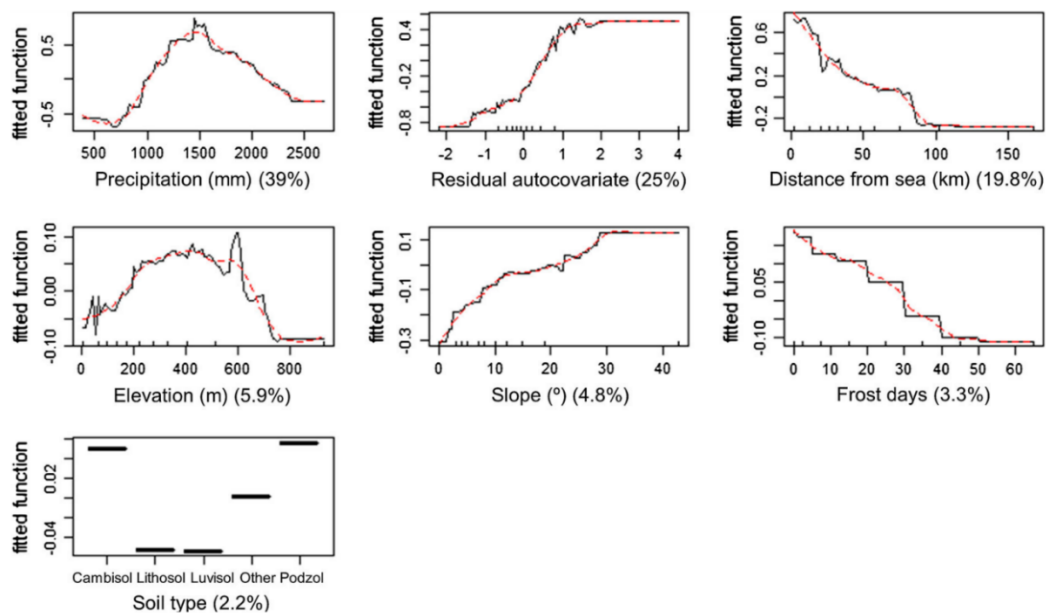 fitted function
0.5
-0.5
500 1000 1500 2000 2500
Precipitation (mm) (39%)
fitted function
0.4
-0.2
-0.8
-2 -1 0 1 2 3 4
Residual autocovariate (25%)
fitted function
0.6
0.2
-0.2
0 50 100 150
Distance from sea (km) (19.8%)
fitted function
0.10
0.00
-0.10
0 200 400 600 800
Elevation (m) (5.9%)
fitted function
0.1
-0.1
-0.3
0 10 20 30 40
Slope (º) (4.8%)
fitted function
0.05
-0.10
0 10 20 30 40 50 60
Frost days (3.3%)
fitted function
0.02
-0.04
Cambisol Lithosol Luvisol Other Podzol
Soil type (2.2%)